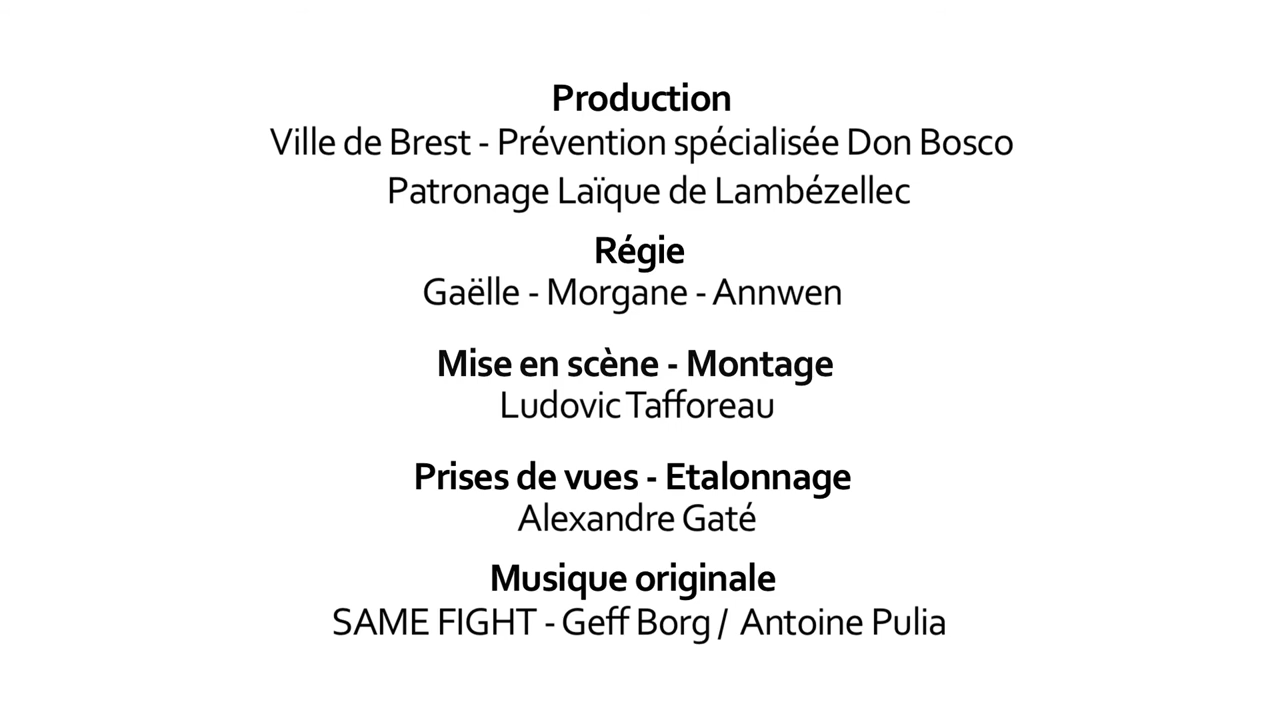 Production
Ville de Brest - Prévention spécialisée Don Bosco
Patronage Laïque de Lambézellec
Régie
Gaëlle - Morgane - Annwen
Mise en scène - Montage
Ludovic Tafforeau
Prises de vues - Etalonnage
Alexandre Gaté
Musique originale
SAME FIGHT - Geff Borg / Antoine Pulia